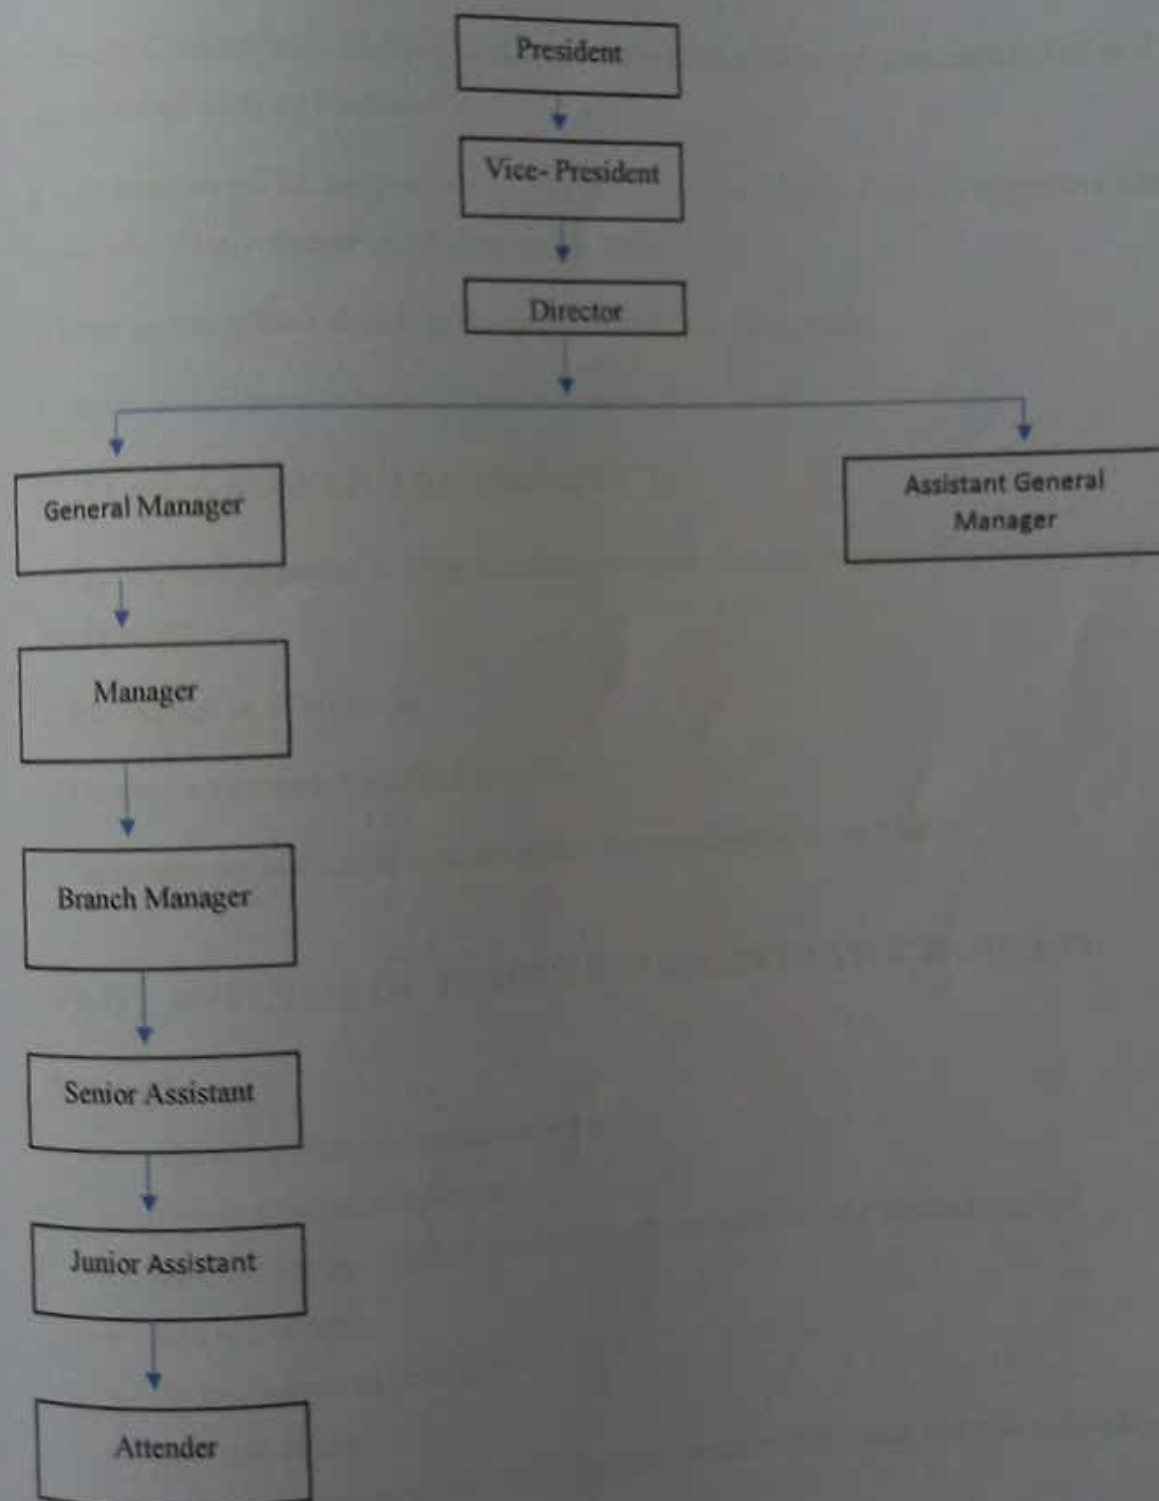 President
Vice- President
Director
General Manager
Assistant General
Manager
Manager
Branch Manager
Senior Assistant
Junior Assistant
Attender